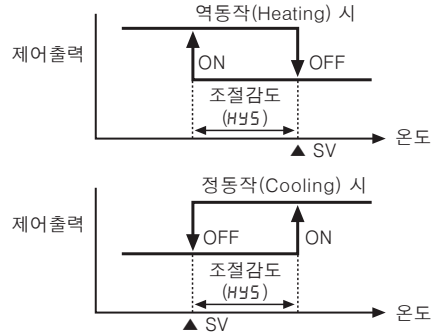 역동작(Heating) 시
제어출력
ON
OFF
조절감도
(HYS)
온도
▲ SV
정동작(Cooling) 시
제어출력
OFF
ON
조절감도
(HYS)
온도
▲ SV